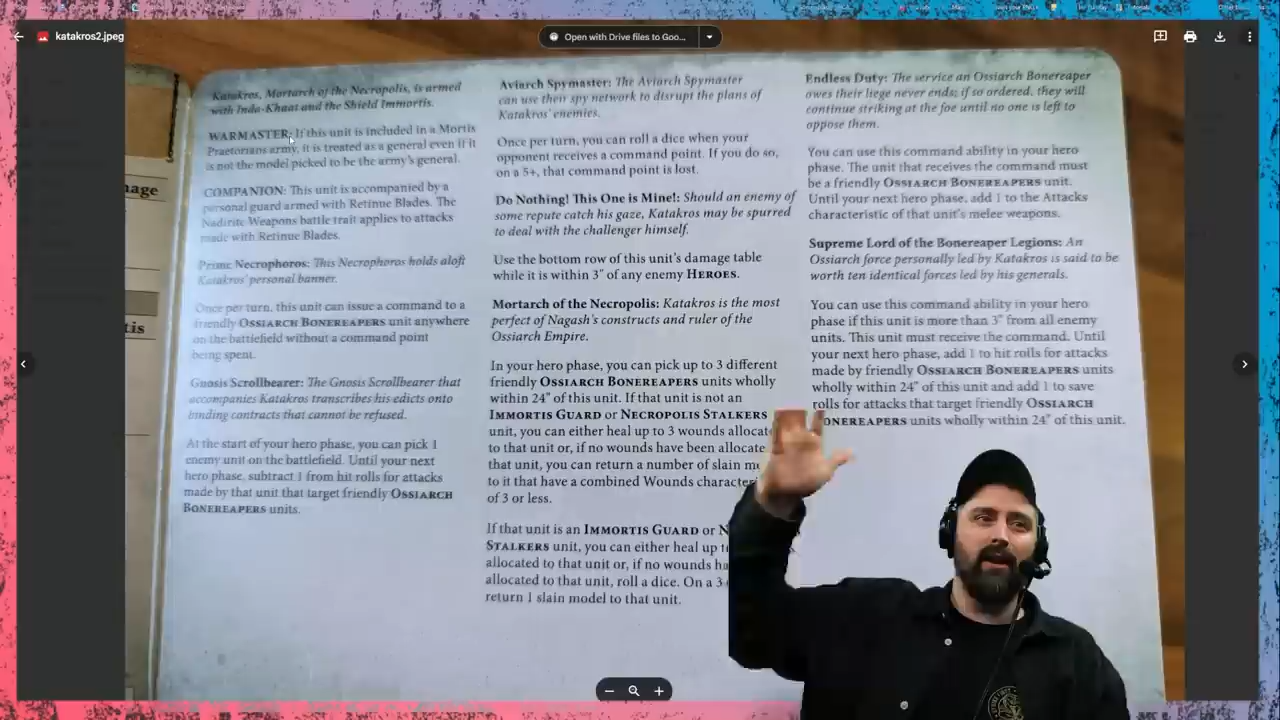 katakros2.jpeg
Open with Drive files to Goo...
Katakros, Mortarch of the Necropolis, is armed
with Inda-Khaat and the Shield Immortis.
WARMASTER: If this unit is included in a Mortis
Praetorians army, it is treated as a general even if it
is not the model picked to be the army's general.
COMPANION: This unit is accompanied by a
personal guard armed with Retinue Blades. The
Nadirite Weapons battle trait applies to attacks
made with Retinue Blades.
Prime Necrophoros: This Necrophoros holds aloft
Katakros' personal banner.
Once per turn, this unit can issue a command to a
friendly OSSIARCH BONEREAPERS unit anywhere
on the battlefield without a command point
being spent.
Gnosis Scrollbearer: The Gnosis Scrollbearer that
accompanies Katakros transcribes his edicts onto
binding contracts that cannot be refused.
At the start of your hero phase, you can pick 1
enemy unit on the battlefield. Until your next
hero phase, subtract 1 from hit rolls for attacks
made by that unit that target friendly OSSIARCH
BONEREAPERS units.
Aviarch Spymaster: The Aviarch Spymaster
can use their spy network to disrupt the plans of
Katakros' enemies.
Once per turn, you can roll a dice when your
opponent receives a command point. If you do so,
on a 5+, that command point is lost.
Do Nothing! This One is Mine!: Should an enemy of
some repute catch his gaze, Katakros may be spurred
to deal with the challenger himself.
Use the bottom row of this unit's damage table
while it is within 3" of any enemy HEROES.
Mortarch of the Necropolis: Katakros is the most
perfect of Nagash's constructs and ruler of the
Ossiarch Empire.
In your hero phase, you can pick up to 3 different
friendly OSSIARCH BONEREAPERS units wholly
within 24" of this unit. If that unit is not an
IMMORTIS GUARD or NECROPOLIS STALKERS
unit, you can either heal up to 3 wounds allocat
to that unit or, if no wounds have been allocate
that unit, you can return a number of slain m
to it that have a combined Wounds characte
of 3 or less.
If that unit is an IMMORTIS GUARD or N
STALKERS unit, you can either heal up t
allocated to that unit or, if no wounds ha
allocated to that unit, roll a dice. On a 3
return 1 slain model to that unit.
Endless Duty: The service an Ossiarch Bonereaper
owes their liege never ends; if so ordered, they will
continue striking at the foe until no one is left to
oppose them.
You can use this command ability in your hero
phase. The unit that receives the command must
be a friendly OSSIARCH BONEREAPERS unit.
Until your next hero phase, add 1 to the Attacks
characteristic of that unit's melee weapons.
Supreme Lord of the Bonereaper Legions: An
Ossiarch force personally led by Katakros is said to be
worth ten identical forces led by his generals.
You can use this command ability in your hero
phase if this unit is more than 3" from all enemy
units. This unit must receive the command. Until
your next hero phase, add 1 to hit rolls for attacks
made by friendly OSSIARCH BONEREAPERS units
wholly within 24" of this unit and add 1 to save
rolls for attacks that target friendly OSSIARCH
ONEREAPERS units wholly within 24" of this unit.
nage
tis